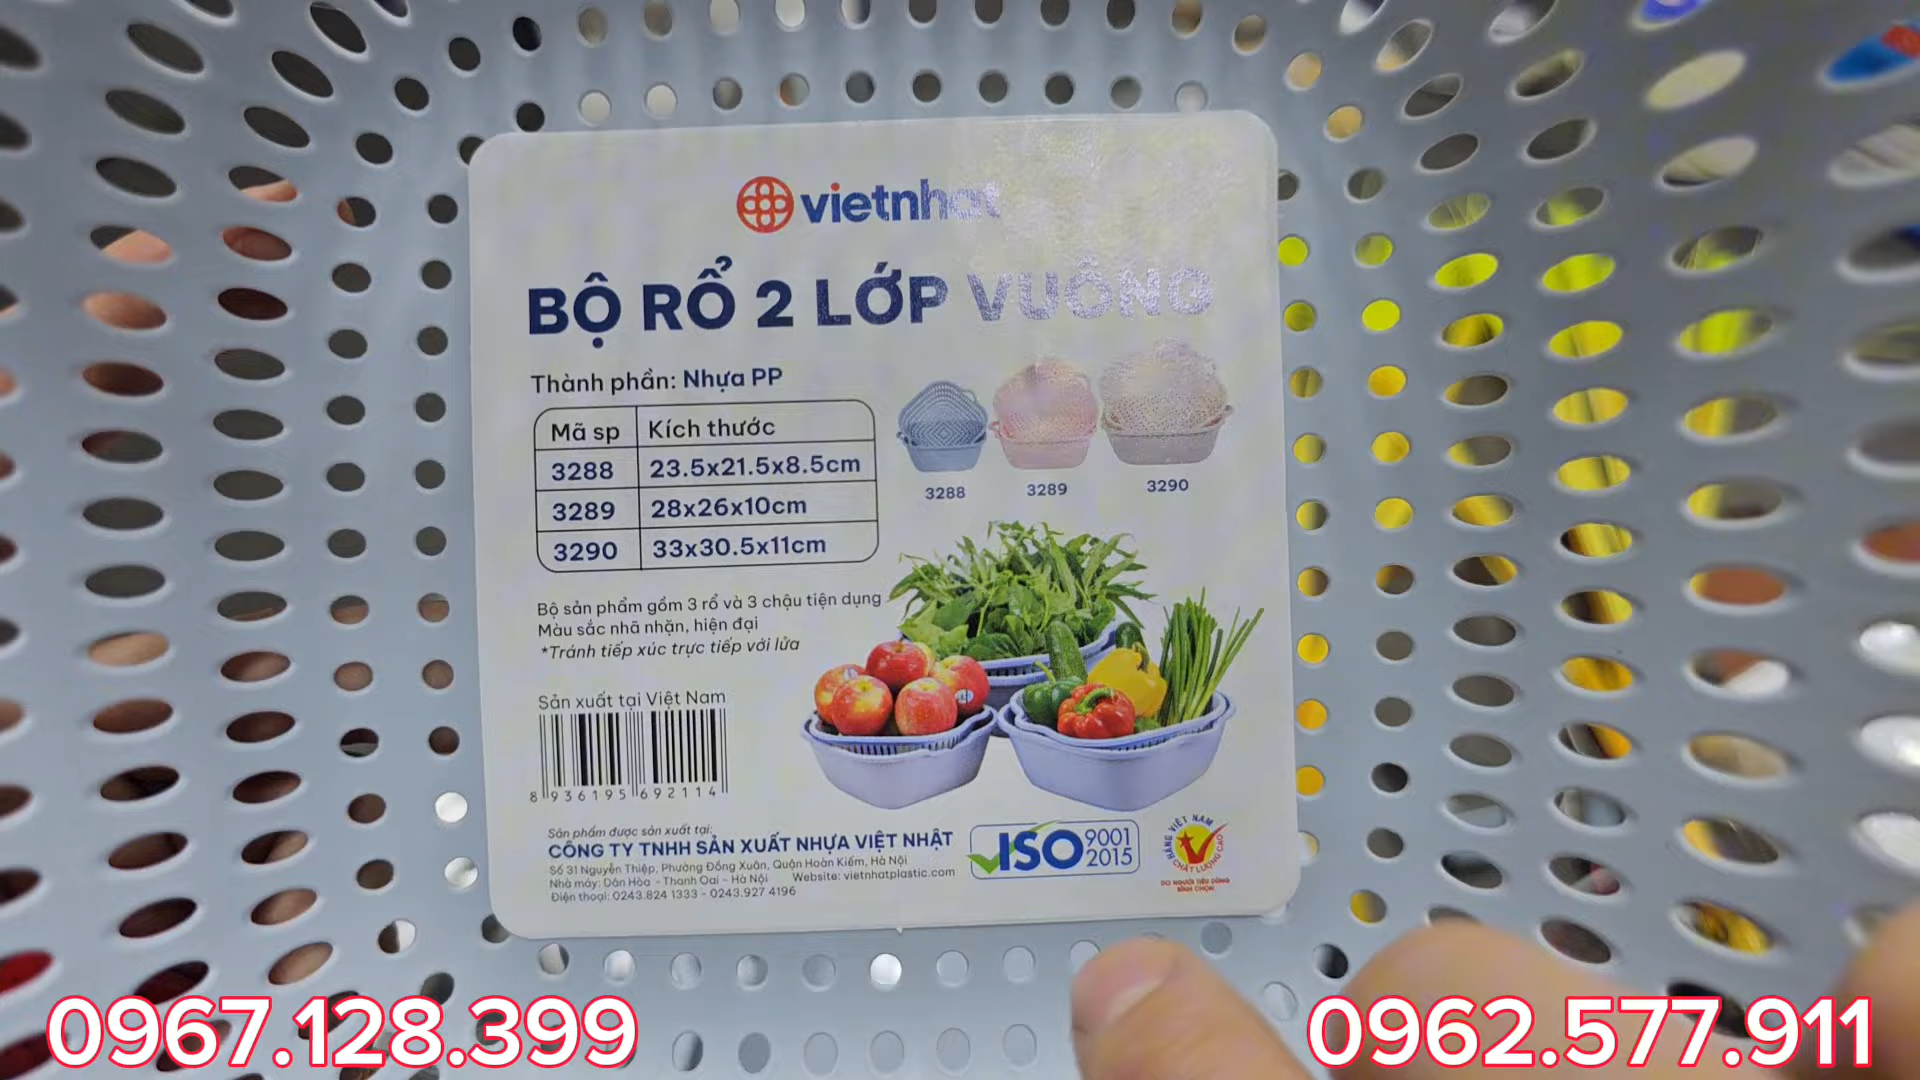 vietnhat
BỘ RỔ 2 LỚP VUÔNG
Thành phần: Nhựa PP
Mã sp Kích thước
3288 23.5x21.5x8.5cm
3289 28x26x10cm
3290 33x30.5x11cm
3288 3289 3290
Bộ sản phẩm gồm 3 rổ và 3 chậu tiện dụng
Màu sắc nhã nhặn, hiện đại
*Tránh tiếp xúc trực tiếp với lửa
Sản xuất tại Việt Nam
8 936195 692114
Sản phẩm được sản xuất tại:
CÔNG TY TNHH SẢN XUẤT NHỰA VIỆT NHẬT
Số 31 Nguyễn Thiệp, Phường Đồng Xuân, Quận Hoàn Kiếm, Hà Nội
Nhà máy: Dân Hòa - Thanh Oai - Hà Nội Website: vietnhatplastic.com
Điện thoại: 0243.824 1333 - 0243.927 4196
ISO 9001
2015
HÀNG VIỆT NAM
CHẤT LƯỢNG CAO
DO NGƯỜI TIÊU DÙNG
BÌNH CHỌN
0967.128.399
0962.577.911